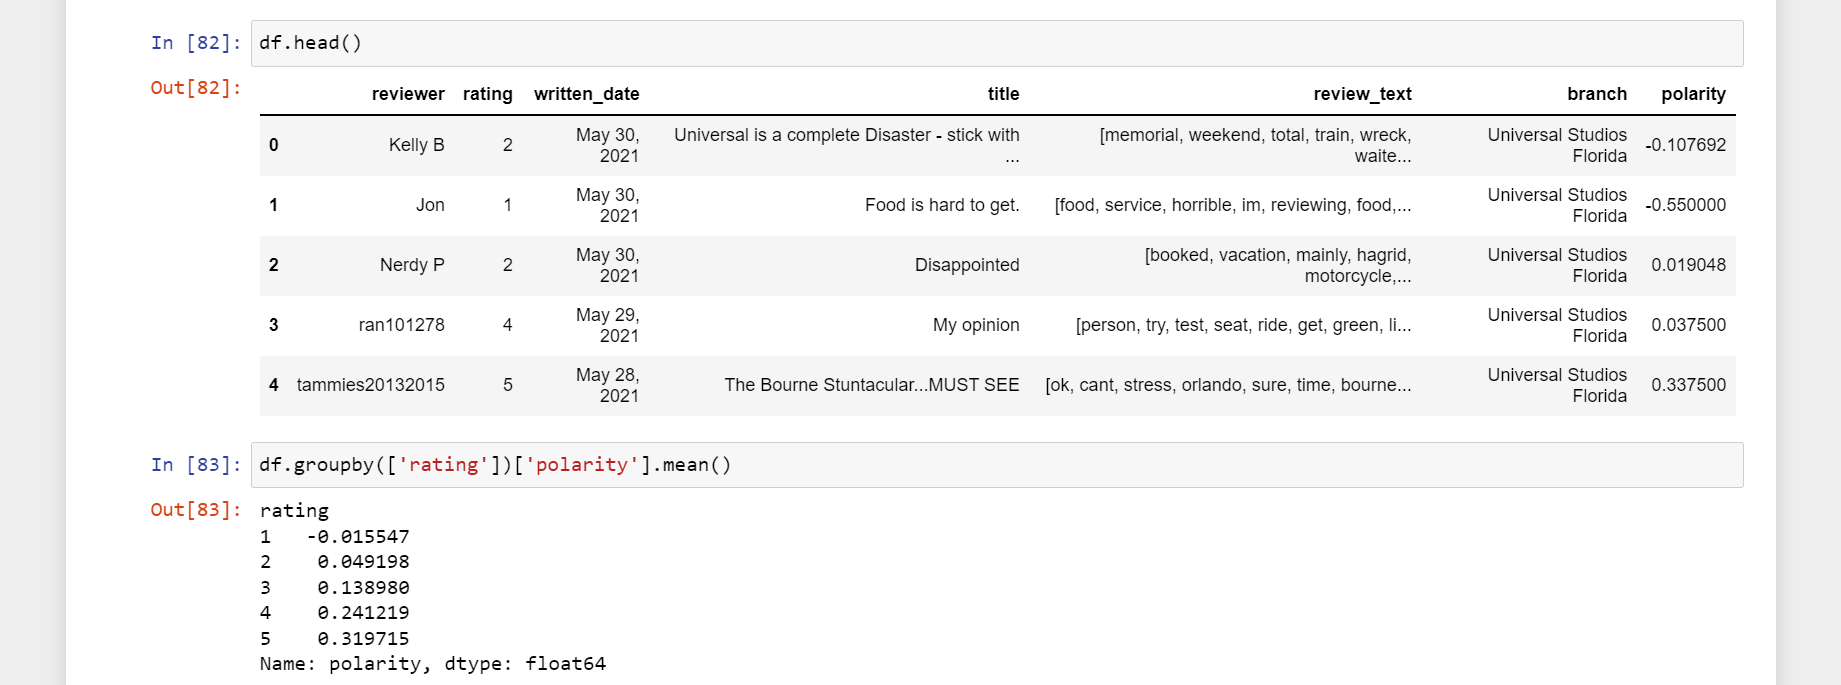 In [82]: df.head()
Out[82]:
reviewer rating written_date title review_text branch polarity
0 Kelly B 2 May 30, 2021 Universal is a complete Disaster - stick with ... [memorial, weekend, total, train, wreck, waite... Universal Studios Florida -0.107692
1 Jon 1 May 30, 2021 Food is hard to get. [food, service, horrible, im, reviewing, food,... Universal Studios Florida -0.550000
2 Nerdy P 2 May 30, 2021 Disappointed [booked, vacation, mainly, hagrid, motorcycle,... Universal Studios Florida 0.019048
3 ran101278 4 May 29, 2021 My opinion [person, try, test, seat, ride, get, green, li... Universal Studios Florida 0.037500
4 tammies20132015 5 May 28, 2021 The Bourne Stuntacular...MUST SEE [ok, cant, stress, orlando, sure, time, bourne... Universal Studios Florida 0.337500
In [83]: df.groupby(['rating'])['polarity'].mean()
Out[83]: rating
1 -0.015547
2 0.049198
3 0.138980
4 0.241219
5 0.319715
Name: polarity, dtype: float64